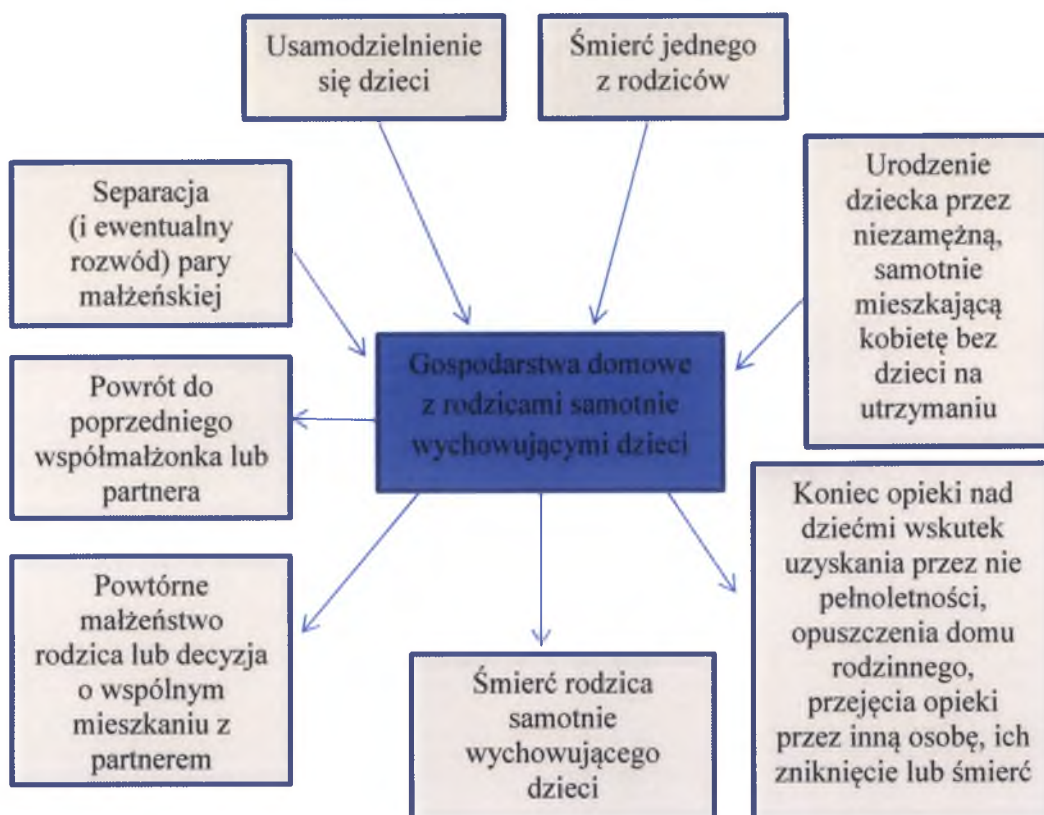 Usamodzielnienie
się dzieci
Śmierć jednego
z rodziców
Separacja
(i ewentualny
rozwód) pary
małżeńskiej
Urodzenie
dziecka przez
niezamężną,
samotnie
mieszkającą
kobietę bez
dzieci na
utrzymaniu
Gospodarstwa domowe
z rodzicami samotnie
wychowującymi dzieci
Powrót do
poprzedniego
współmałżonka lub
partnera
Powtórne
małżeństwo
rodzica lub decyzja
o wspólnym
mieszkaniu z
partnerem
Śmierć rodzica
samotnie
wychowującego
dzieci
Koniec opieki nad
dziećmi wskutek
uzyskania przez nie
pełnoletności,
opuszczenia domu
rodzinnego,
przejęcia opieki
przez inną osobę, ich
zniknięcie lub śmierć